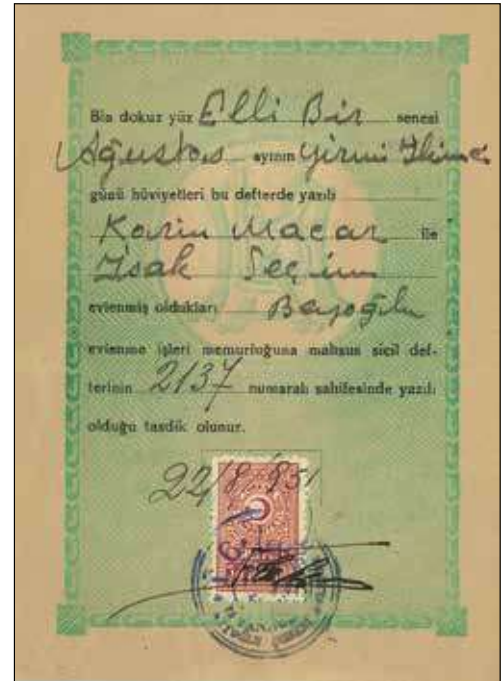 Bin dokuz yüz Elli Bir senesi
Ağustos ayının Yirmi İkinci
günü hüviyetleri bu defterde yazılı
Karin Macar ile
İsak Seçim
evlenmiş oldukları Beyoğlu
evlenme işleri memurluğuna mahsus sicil def-
terinin 2137 numaralı sahifesinde yazılı
olduğu tasdik olunur.
22/8/951